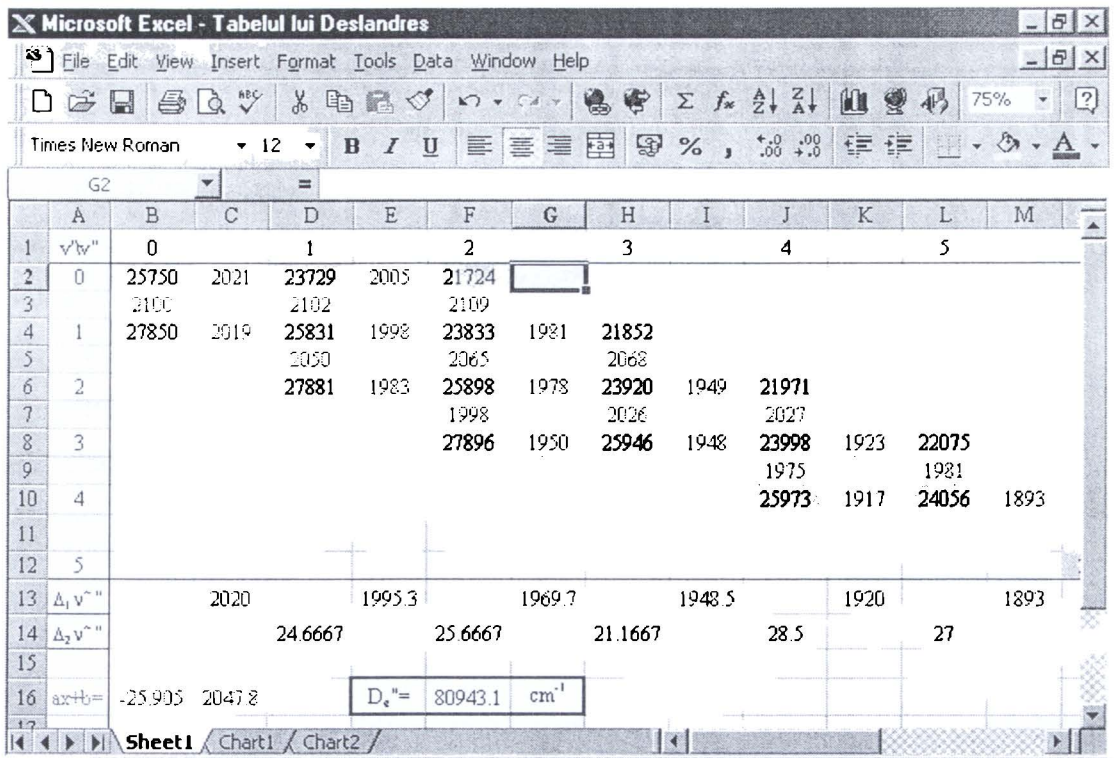 Microsoft Excel - Tabelul lui Deslandres
File Edit View Insert Format Tools Data Window Help
75%
Times New Roman 12 B I U
G2 =
A B C D E F G H I J K L M
1 v'\v" 0 1 2 3 4 5
2 0 25750 2021 23729 2005 21724
3 2100 2102 2109
4 1 27850 2019 25831 1998 23833 1981 21852
5 2050 2065 2068
6 2 27881 1983 25898 1978 23920 1949 21971
7 1998 2026 2027
8 3 27896 1950 25946 1948 23998 1923 22075
9 1975 1981
10 4 25973 1917 24056 1893
11
12 5
13 Δ₁ν~" 2020 1995.3 1969.7 1948.5 1920 1893
14 Δ₂ν~" 24.6667 25.6667 21.1667 28.5 27
15
16 ax+b= -25.905 2047.8 Dₑ"= 80943.1 cm⁻¹
17
Sheet1 Chart1 Chart2